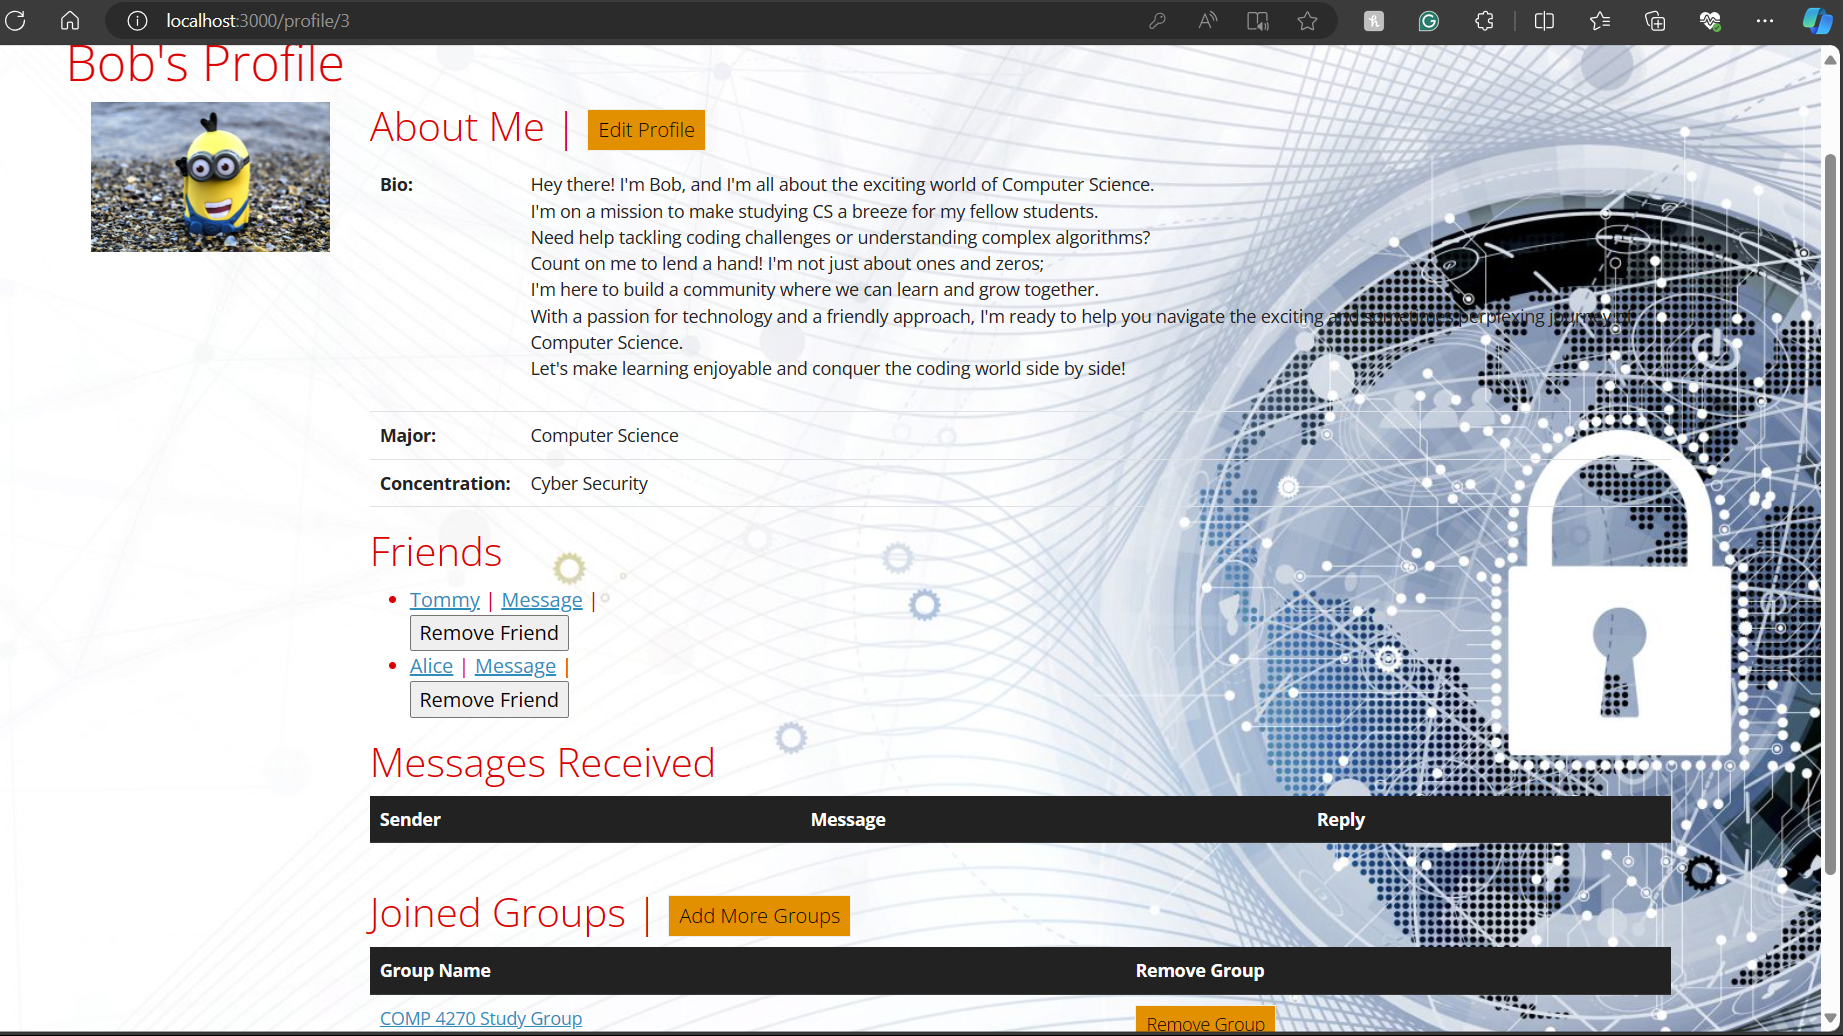 localhost:3000/profile/3
Bob's Profile
About Me | Edit Profile
Bio: Hey there! I'm Bob, and I'm all about the exciting world of Computer Science.
I'm on a mission to make studying CS a breeze for my fellow students.
Need help tackling coding challenges or understanding complex algorithms?
Count on me to lend a hand! I'm not just about ones and zeros;
I'm here to build a community where we can learn and grow together.
With a passion for technology and a friendly approach, I'm ready to help you navigate the exciting and sometimes perplexing journey of
Computer Science.
Let's make learning enjoyable and conquer the coding world side by side!
Major: Computer Science
Concentration: Cyber Security
Friends
Tommy | Message |
Remove Friend
Alice | Message |
Remove Friend
Messages Received
Sender Message Reply
Joined Groups | Add More Groups
Group Name Remove Group
COMP 4270 Study Group Remove Group